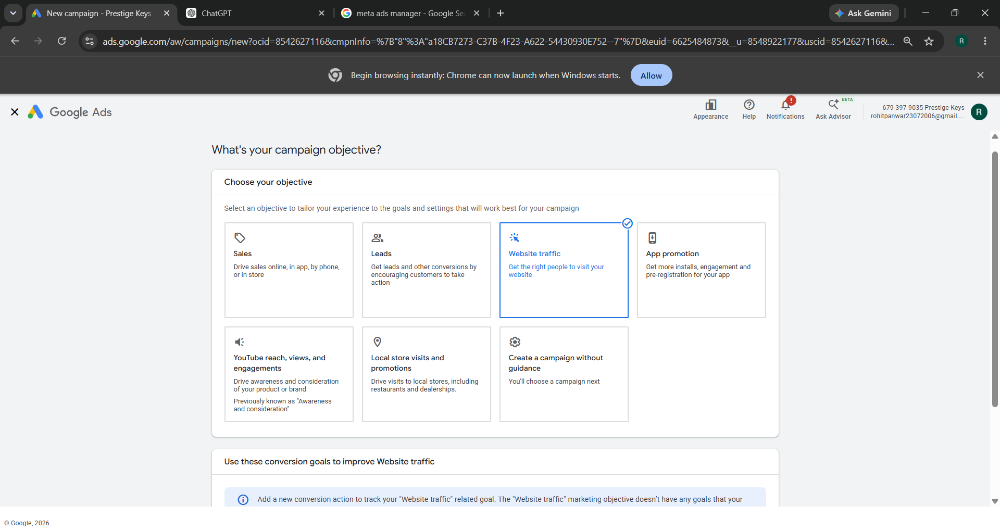 New campaign - Prestige Keys -
ChatGPT
meta ads manager - Google Se
Ask Gemini
ads.google.com/aw/campaigns/new?ocid=8542627116&cmpnInfo=%7B"8"%3A"a18CB7273-C37B-4F23-A622-54430930E752--7"%7D&euid=6625484873&__u=8548922177&uscid=8542627116&...
R
Begin browsing instantly: Chrome can now launch when Windows starts.
Allow
Google Ads
Appearance
Help
!
Notifications
BETA
Ask Advisor
679-397-9035 Prestige Keys
rohitpanwar23072006@gmail....
R
What's your campaign objective?
Choose your objective
Select an objective to tailor your experience to the goals and settings that will work best for your campaign
Sales
Drive sales online, in app, by phone,
or in store
Leads
Get leads and other conversions by
encouraging customers to take
action
Website traffic
Get the right people to visit your
website
App promotion
Get more installs, engagement and
pre-registration for your app
YouTube reach, views, and
engagements
Drive awareness and consideration
of your product or brand
Previously known as "Awareness
and consideration"
Local store visits and
promotions
Drive visits to local stores, including
restaurants and dealerships.
Create a campaign without
guidance
You'll choose a campaign next
Use these conversion goals to improve Website traffic
Add a new conversion action to track your "Website traffic" related goal. The "Website traffic" marketing objective doesn't have any goals that your
© Google, 2026.